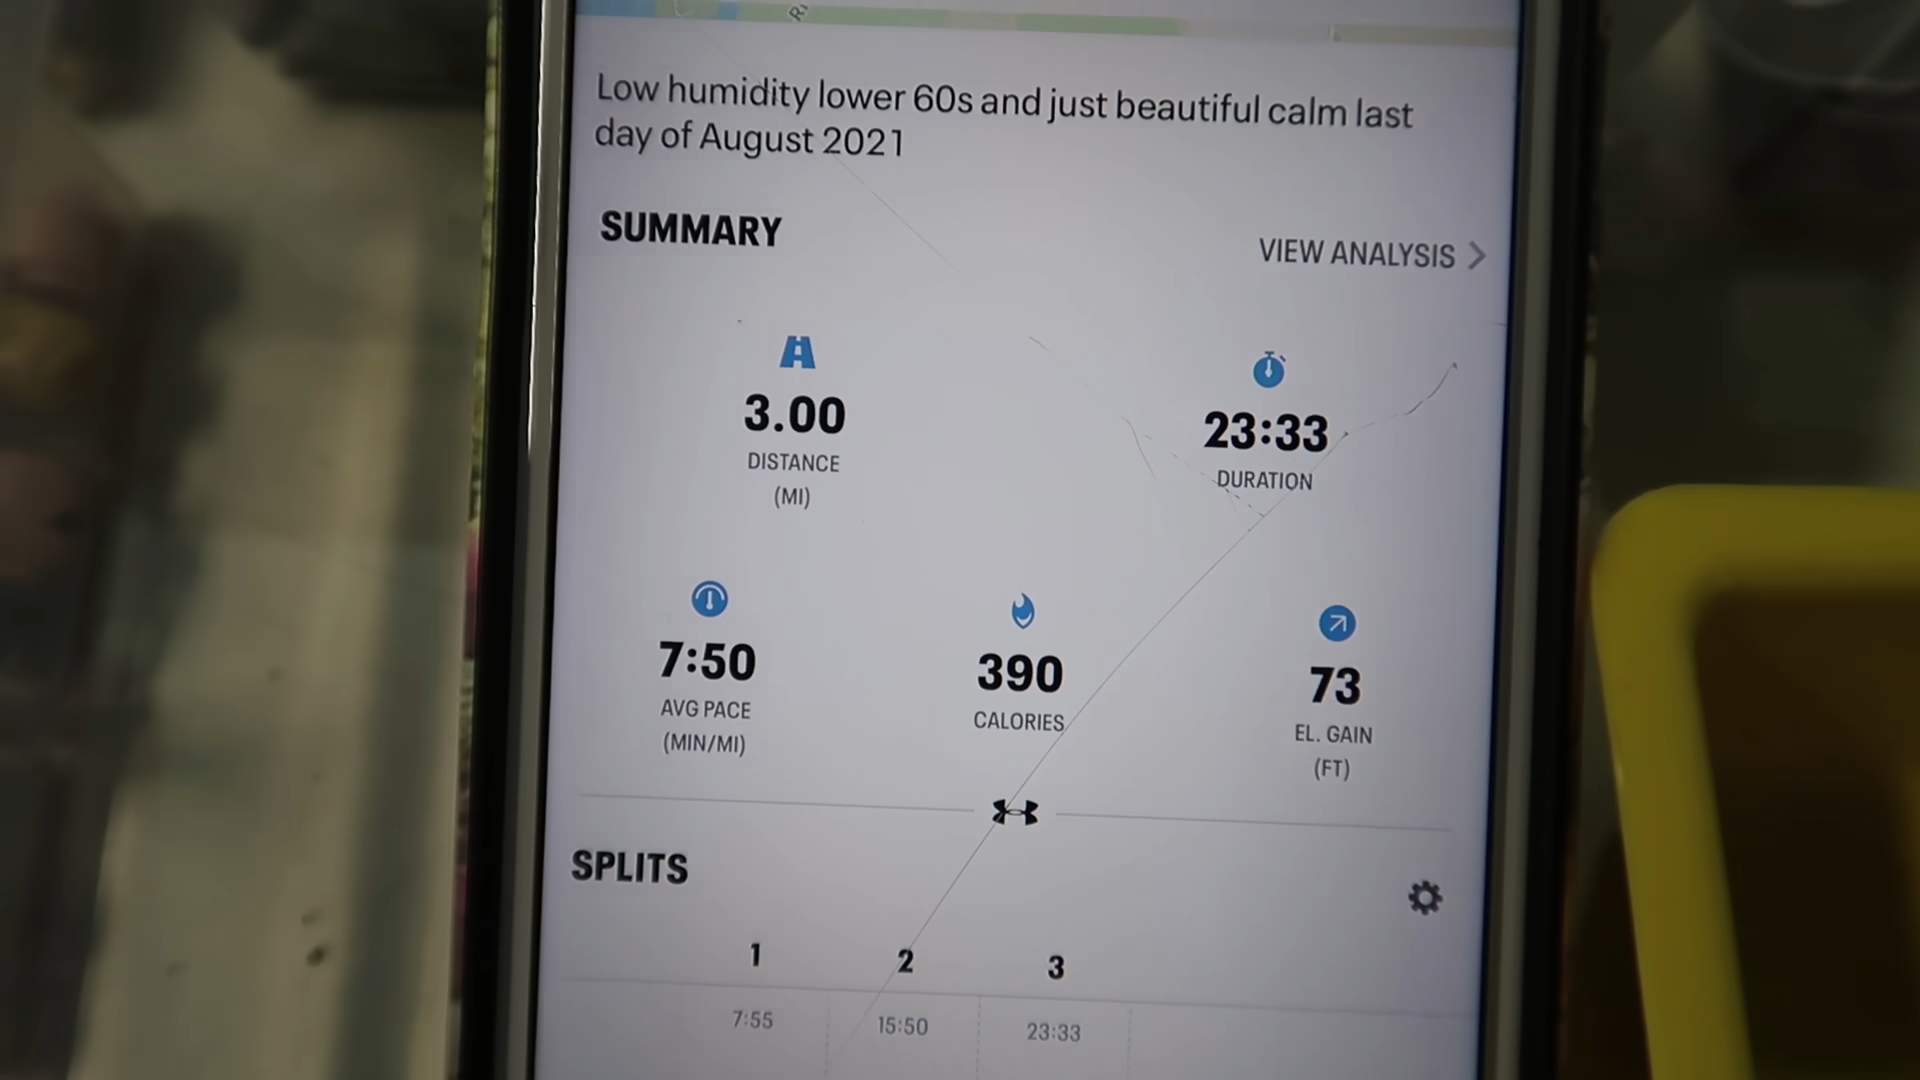 Low humidity lower 60s and just beautiful calm last
day of August 2021
SUMMARY
VIEW ANALYSIS
3.00
DISTANCE
(MI)
23:33
DURATION
7:50
AVG PACE
(MIN/MI)
390
CALORIES
73
EL. GAIN
(FT)
SPLITS
1 2 3
7:55 15:50 23:33